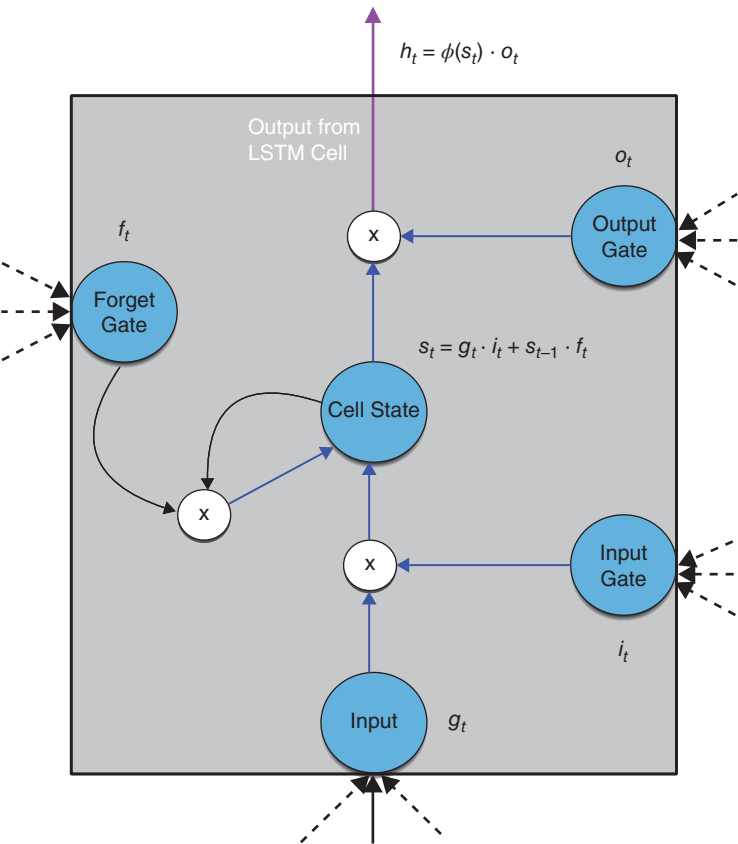 h_t = ϕ(s_t) · o_t
Output from
LSTM Cell
o_t
x
Output
Gate
f_t
Forget
Gate
s_t = g_t · i_t + s_{t–1} · f_t
Cell State
x
x
Input
Gate
i_t
Input
g_t